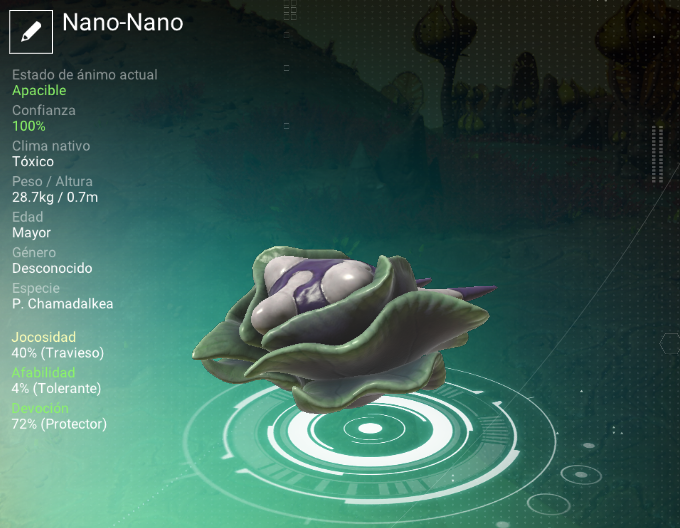 Nano-Nano
Estado de ánimo actual
Apacible
Confianza
100%
Clima nativo
Tóxico
Peso / Altura
28.7kg / 0.7m
Edad
Mayor
Género
Desconocido
Especie
P. Chamadalkea
Jocosidad
40% (Travieso)
Afabilidad
4% (Tolerante)
Devoción
72% (Protector)